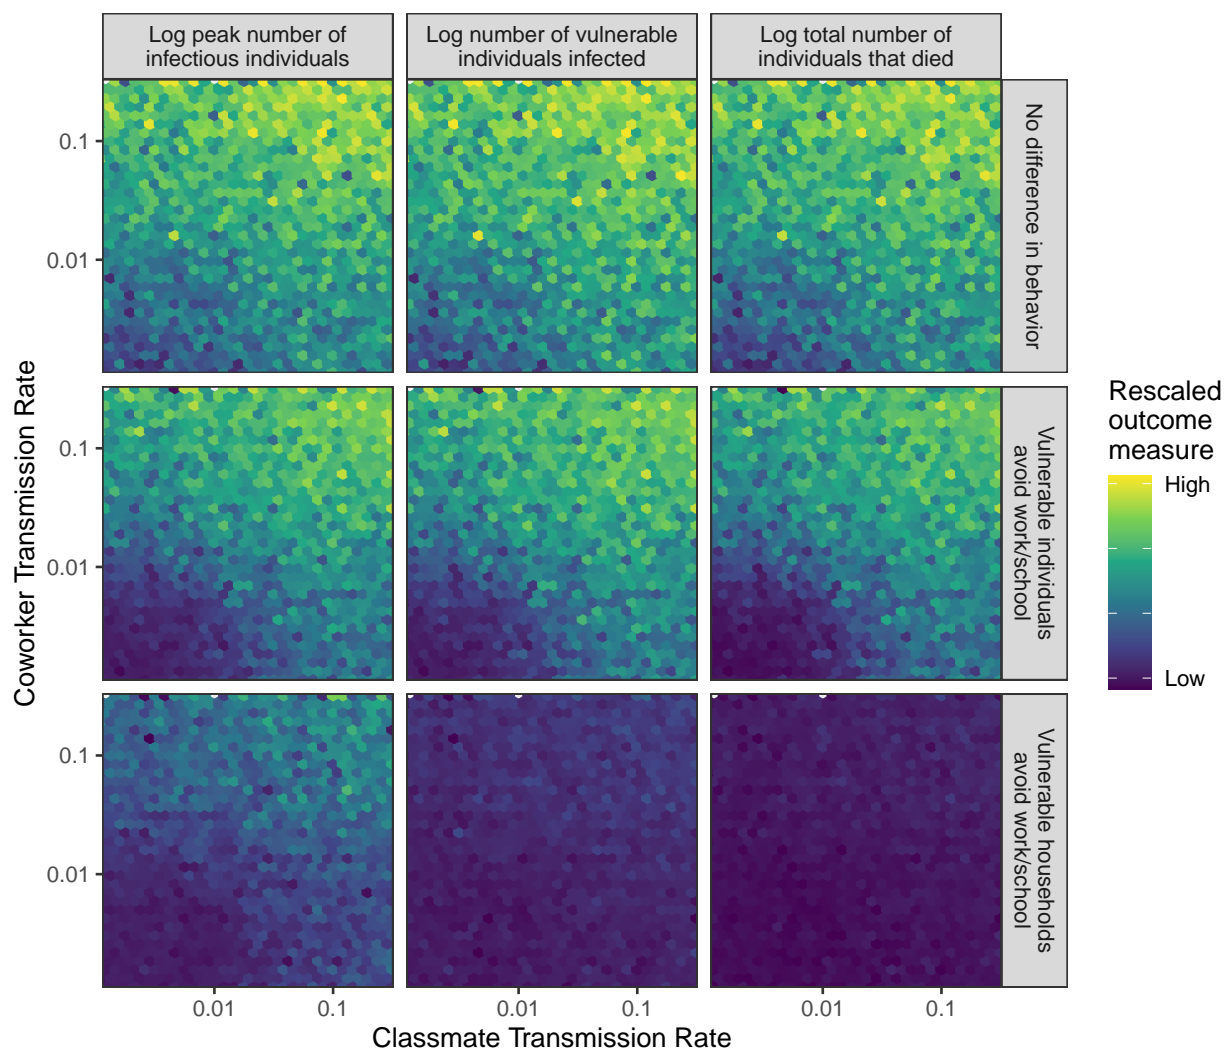 Log peak number of
infectious individuals
Log number of vulnerable
individuals infected
Log total number of
individuals that died
No difference in behavior
Vulnerable individuals
avoid work/school
Vulnerable households
avoid work/school
Coworker Transmission Rate
0.1
0.01
0.1
0.01
0.1
0.01
0.01
0.1
0.01
0.1
0.01
0.1
Classmate Transmission Rate
Rescaled
outcome
measure
High
Low